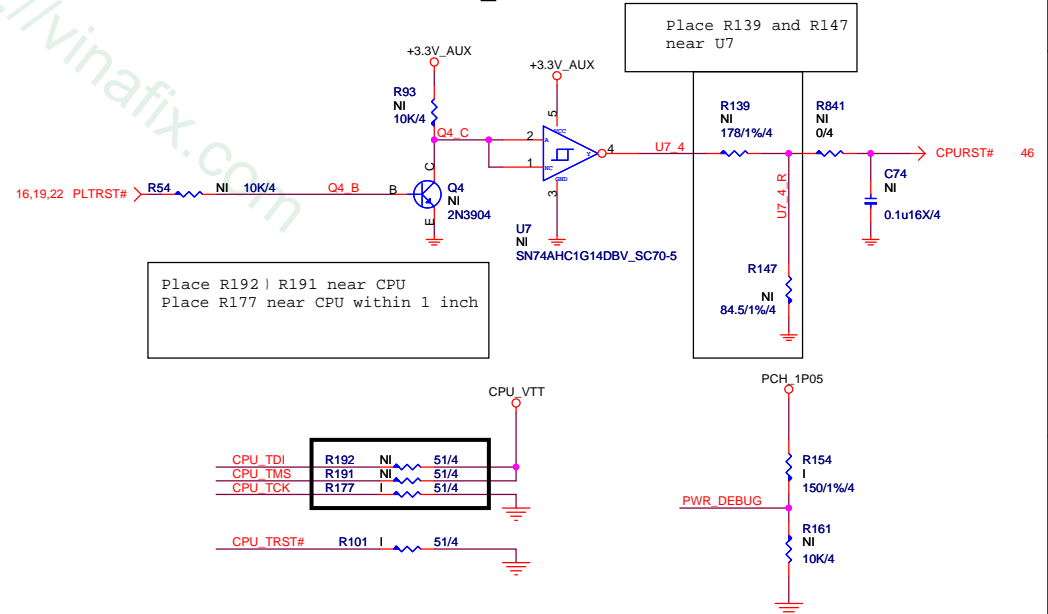 ://vinafix.com
Place R139 and R147
near U7
+3.3V_AUX
+3.3V_AUX
R93
NI
10K/4
Q4_C
2
1
5
VCC
A
NC
Y
GND
3
4
U7_4
R139
NI
178/1%/4
R841
NI
0/4
CPURST#
46
16,19,22
PLTRST#
R54
NI
10K/4
Q4_B
B
C
E
Q4
NI
2N3904
U7
NI
SN74AHC1G14DBV_SC70-5
U7_4_R
C74
NI
0.1u16X/4
R147
NI
84.5/1%/4
Place R192 ) R191 near CPU
Place R177 near CPU within 1 inch
CPU_VTT
CPU_TDI R192 NI 51/4
CPU_TMS R191 NI 51/4
CPU_TCK R177 I 51/4
CPU_TRST# R101 I 51/4
PCH_1P05
R154
I
150/1%/4
PWR_DEBUG
R161
NI
10K/4